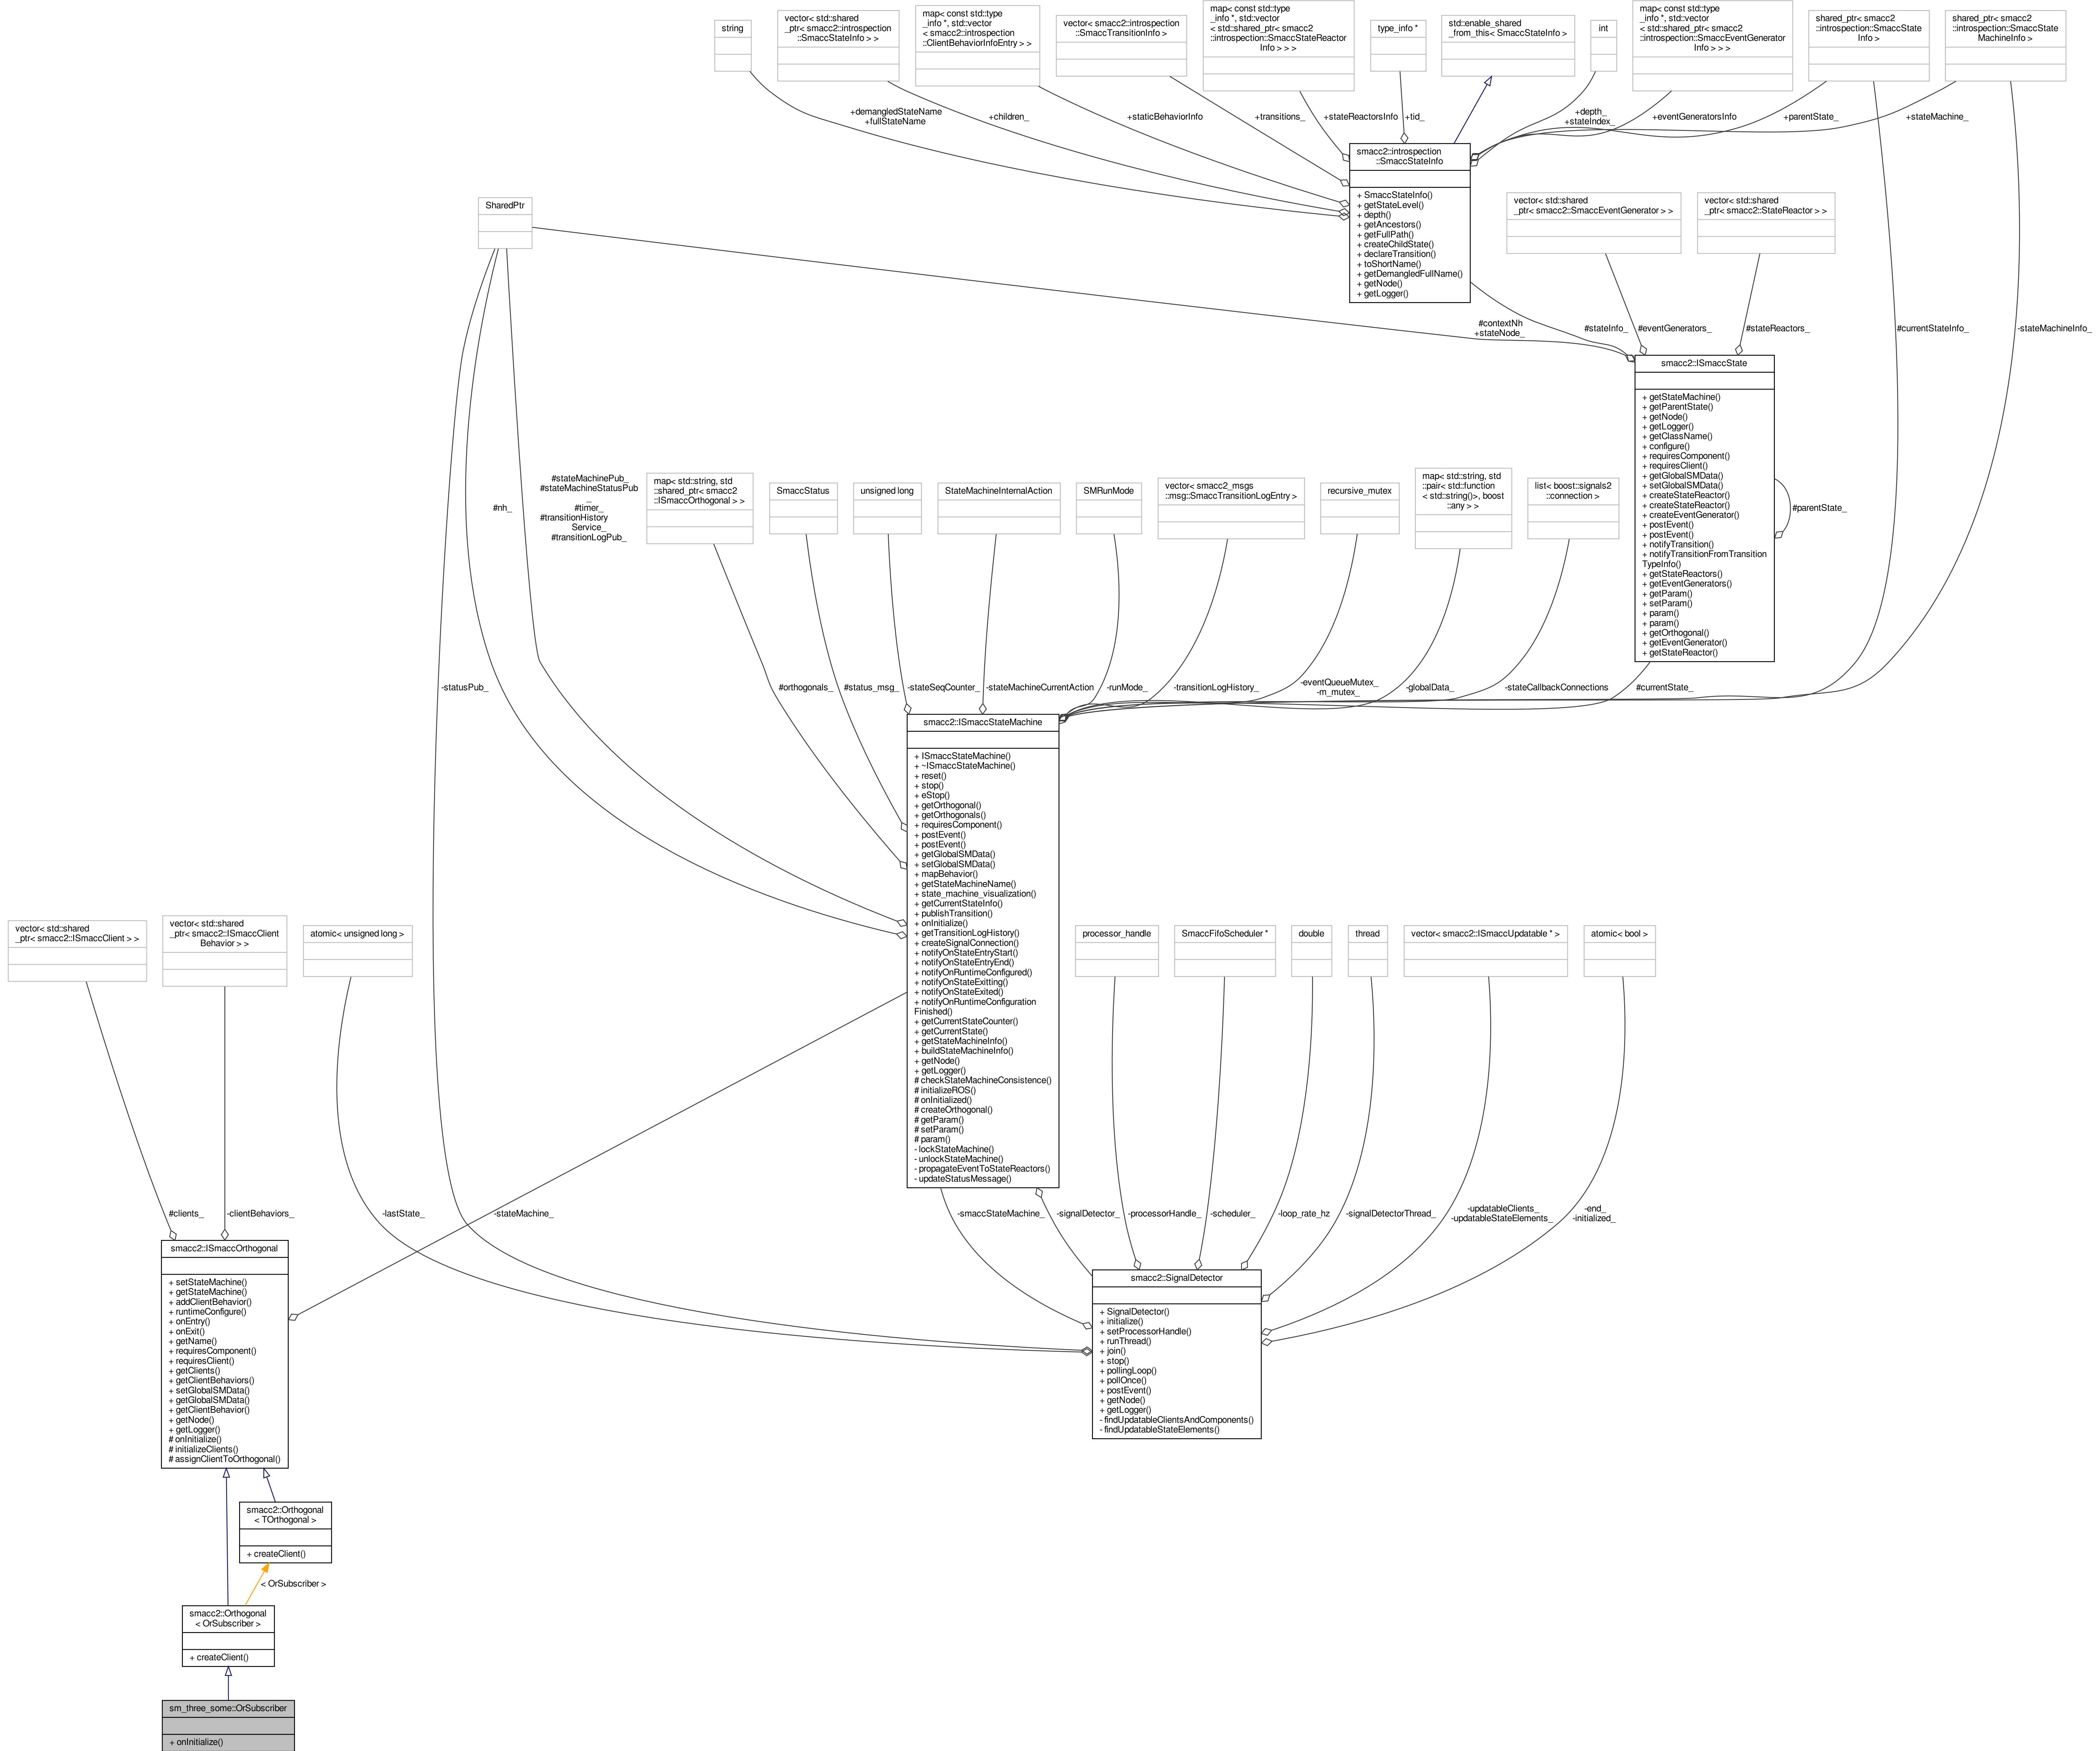 string
vector< std::shared
_ptr< smacc2::introspection
::SmaccStateInfo > >
map< const std::type
_info *, std::vector
< smacc2::introspection
::ClientBehaviorInfoEntry > >
vector< smacc2::introspection
::SmaccTransitionInfo >
map< const std::type
_info *, std::vector
< std::shared_ptr< smacc2
::introspection::SmaccStateReactor
Info > > >
type_info *
std::enable_shared
_from_this< SmaccStateInfo >
int
map< const std::type
_info *, std::vector
< std::shared_ptr< smacc2
::introspection::SmaccEventGenerator
Info > > >
shared_ptr< smacc2
::introspection::SmaccState
Info >
shared_ptr< smacc2
::introspection::SmaccState
MachineInfo >
+demangledStateName
+fullStateName
+children_
+staticBehaviorInfo
+transitions_
+stateReactorsInfo
+tid_
+depth_
+stateIndex_
+eventGeneratorsInfo
+parentState_
+stateMachine_
smacc2::introspection
::SmaccStateInfo
+ SmaccStateInfo()
+ getStateLevel()
+ depth()
+ getAncestors()
+ getFullPath()
+ createChildState()
+ declareTransition()
+ toShortName()
+ getDemangledFullName()
+ getNode()
+ getLogger()
SharedPtr
vector< std::shared
_ptr< smacc2::SmaccEventGenerator > >
vector< std::shared
_ptr< smacc2::StateReactor > >
#contextNh
+stateNode_
#stateInfo_
#eventGenerators_
#stateReactors_
#currentStateInfo_
-stateMachineInfo_
smacc2::ISmaccState
+ getStateMachine()
+ getParentState()
+ getNode()
+ getLogger()
+ getClassName()
+ configure()
+ requiresComponent()
+ requiresClient()
+ getGlobalSMData()
+ setGlobalSMData()
+ createStateReactor()
+ createStateReactor()
+ createEventGenerator()
+ postEvent()
+ postEvent()
+ notifyTransition()
+ notifyTransitionFromTransition
TypeInfo()
+ getStateReactors()
+ getEventGenerators()
+ getParam()
+ setParam()
+ param()
+ param()
+ getOrthogonal()
+ getEventGenerator()
+ getStateReactor()
#parentState_
#nh_
#stateMachinePub_
#stateMachineStatusPub
_
#timer_
#transitionHistory
Service_
#transitionLogPub_
map< std::string, std
::shared_ptr< smacc2
::ISmaccOrthogonal > >
SmaccStatus
unsigned long
StateMachineInternalAction
SMRunMode
vector< smacc2_msgs
::msg::SmaccTransitionLogEntry >
recursive_mutex
map< std::string, std
::pair< std::function
< std::string()>, boost
::any > >
list< boost::signals2
::connection >
-statusPub_
#orthogonals_
#status_msg_
-stateSeqCounter_
-stateMachineCurrentAction
-runMode_
-transitionLogHistory_
-eventQueueMutex_
-m_mutex_
-globalData_
-stateCallbackConnections
#currentState_
smacc2::ISmaccStateMachine
+ ISmaccStateMachine()
+ ~ISmaccStateMachine()
+ reset()
+ stop()
+ eStop()
+ getOrthogonal()
+ getOrthogonals()
+ requiresComponent()
+ postEvent()
+ postEvent()
+ getGlobalSMData()
+ setGlobalSMData()
+ mapBehavior()
+ getStateMachineName()
+ state_machine_visualization()
+ getCurrentStateInfo()
+ publishTransition()
+ onInitialize()
+ getTransitionLogHistory()
+ createSignalConnection()
+ notifyOnStateEntryStart()
+ notifyOnStateEntryEnd()
+ notifyOnRuntimeConfigured()
+ notifyOnStateExitting()
+ notifyOnStateExited()
+ notifyOnRuntimeConfiguration
Finished()
+ getCurrentStateCounter()
+ getCurrentState()
+ getStateMachineInfo()
+ buildStateMachineInfo()
+ getNode()
+ getLogger()
# checkStateMachineConsistence()
# initializeROS()
# onInitialized()
# createOrthogonal()
# getParam()
# setParam()
# param()
- lockStateMachine()
- unlockStateMachine()
- propagateEventToStateReactors()
- updateStatusMessage()
vector< std::shared
_ptr< smacc2::ISmaccClient > >
vector< std::shared
_ptr< smacc2::ISmaccClient
Behavior > >
atomic< unsigned long >
processor_handle
SmaccFifoScheduler *
double
thread
vector< smacc2::ISmaccUpdatable * >
atomic< bool >
#clients_
-clientBehaviors_
-lastState_
-stateMachine_
-smaccStateMachine_
-signalDetector_
-processorHandle_
-scheduler_
-loop_rate_hz
-signalDetectorThread_
-updatableClients_
-updatableStateElements_
-end_
-initialized_
smacc2::ISmaccOrthogonal
+ setStateMachine()
+ getStateMachine()
+ addClientBehavior()
+ runtimeConfigure()
+ onEntry()
+ onExit()
+ getName()
+ requiresComponent()
+ requiresClient()
+ getClients()
+ getClientBehaviors()
+ setGlobalSMData()
+ getGlobalSMData()
+ getClientBehavior()
+ getNode()
+ getLogger()
# onInitialize()
# initializeClients()
# assignClientToOrthogonal()
smacc2::SignalDetector
+ SignalDetector()
+ initialize()
+ setProcessorHandle()
+ runThread()
+ join()
+ stop()
+ pollingLoop()
+ pollOnce()
+ postEvent()
+ getNode()
+ getLogger()
- findUpdatableClientsAndComponents()
- findUpdatableStateElements()
smacc2::Orthogonal
< TOrthogonal >
+ createClient()
< OrSubscriber >
smacc2::Orthogonal
< OrSubscriber >
+ createClient()
sm_three_some::OrSubscriber
+ onInitialize()